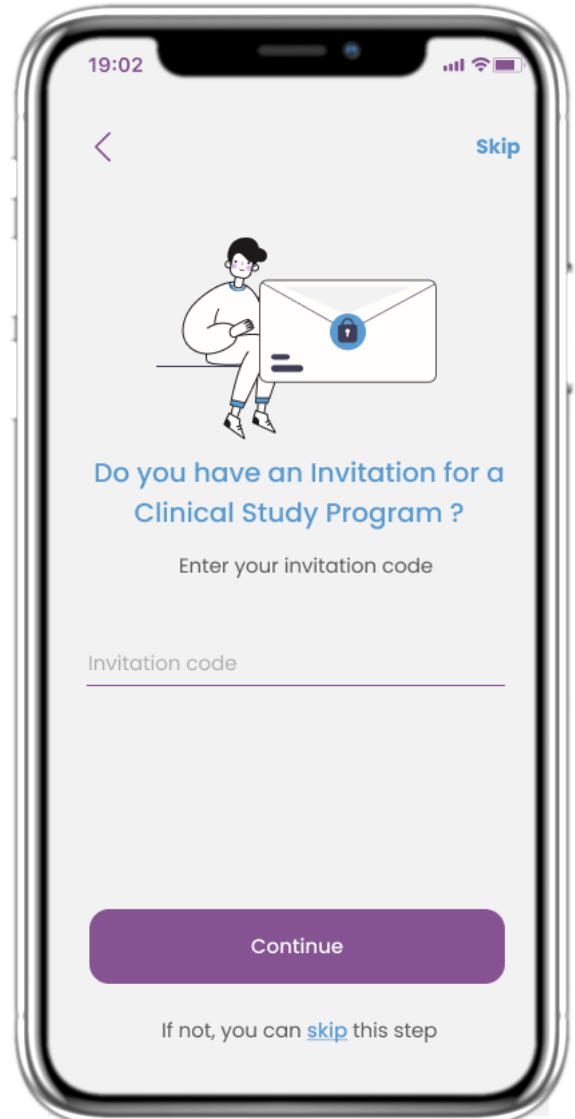 19:02
Skip
Do you have an Invitation for a
Clinical Study Program ?
Enter your invitation code
Invitation code
Continue
If not, you can skip this step